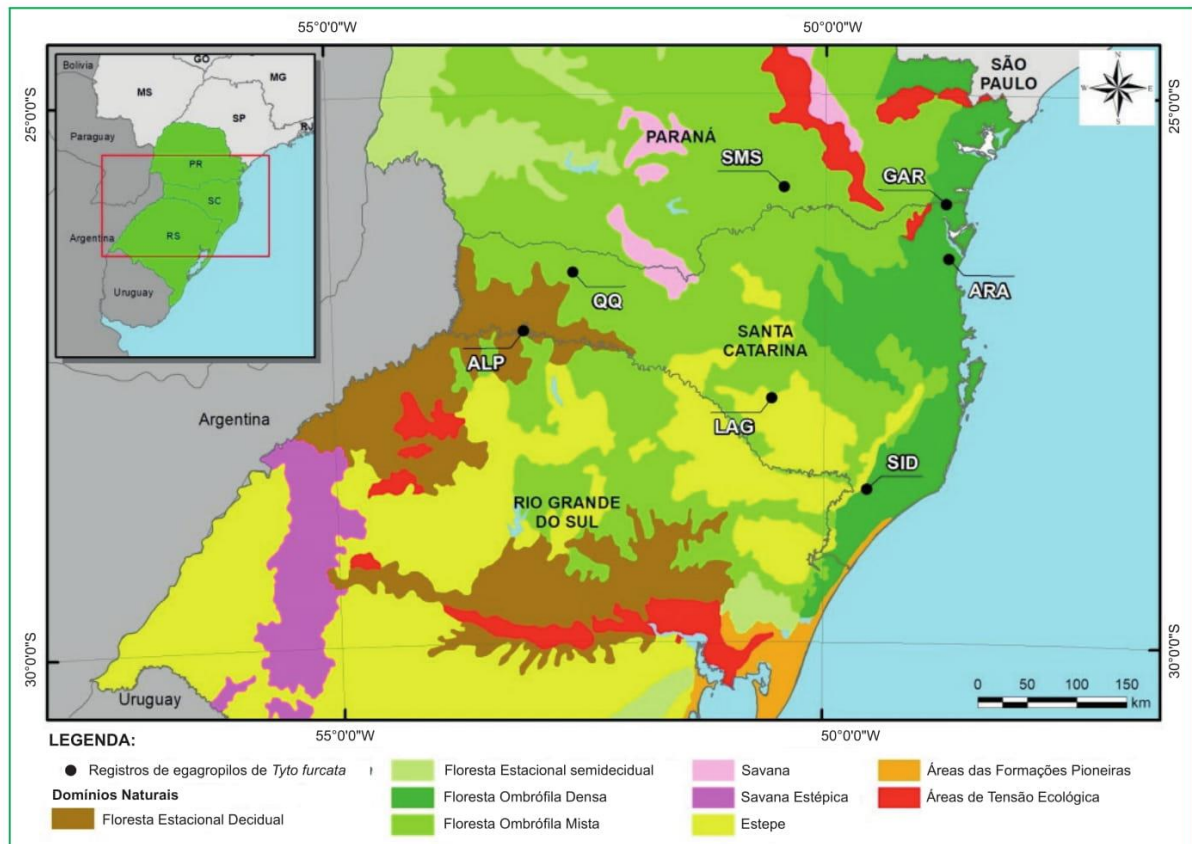 55°0'0"W
50°0'0"W
25°0'0"S
25°0'0"S
30°0'0"S
30°0'0"S
Bolivia
GO
MS
MG
SP
RJ
Paraguay
PR
SC
Argentina
RS
Uruguay
SÃO
PAULO
N
W
E
S
PARANÁ
SMS
GAR
ARA
QQ
ALP
SANTA
CATARINA
LAG
SID
Argentina
RIO GRANDE
DO SUL
Uruguay
0 50 100 150
km
55°0'0"W
50°0'0"W
LEGENDA:
Registros de egagropilos de Tyto furcata
Domínios Naturais
Floresta Estacional Decidual
Floresta Estacional semidecidual
Floresta Ombrófila Densa
Floresta Ombrófila Mista
Savana
Savana Estépica
Estepe
Áreas das Formações Pioneiras
Áreas de Tensão Ecológica